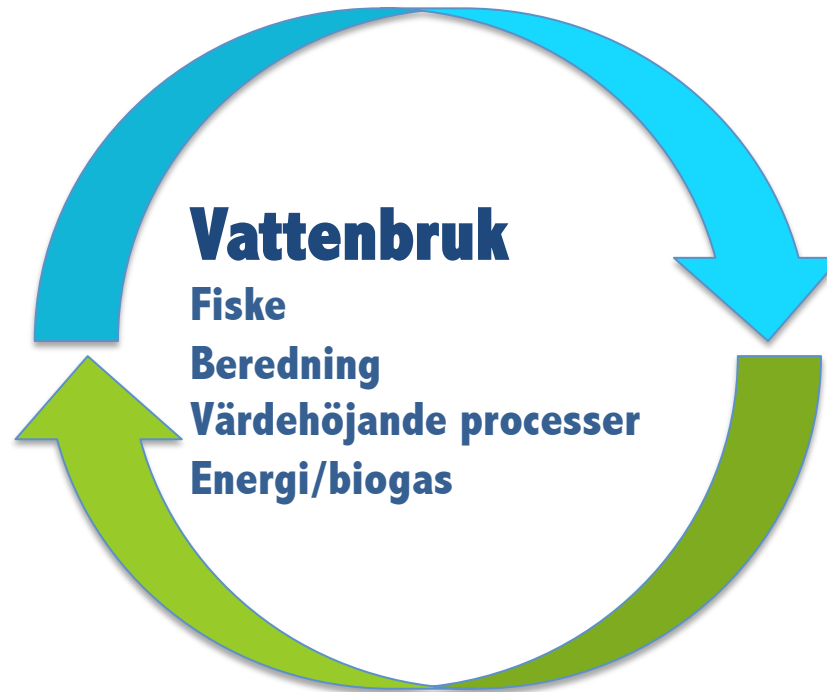 Vattenbruk
Fiske
Beredning
Värdehöjande processer
Energi/biogas